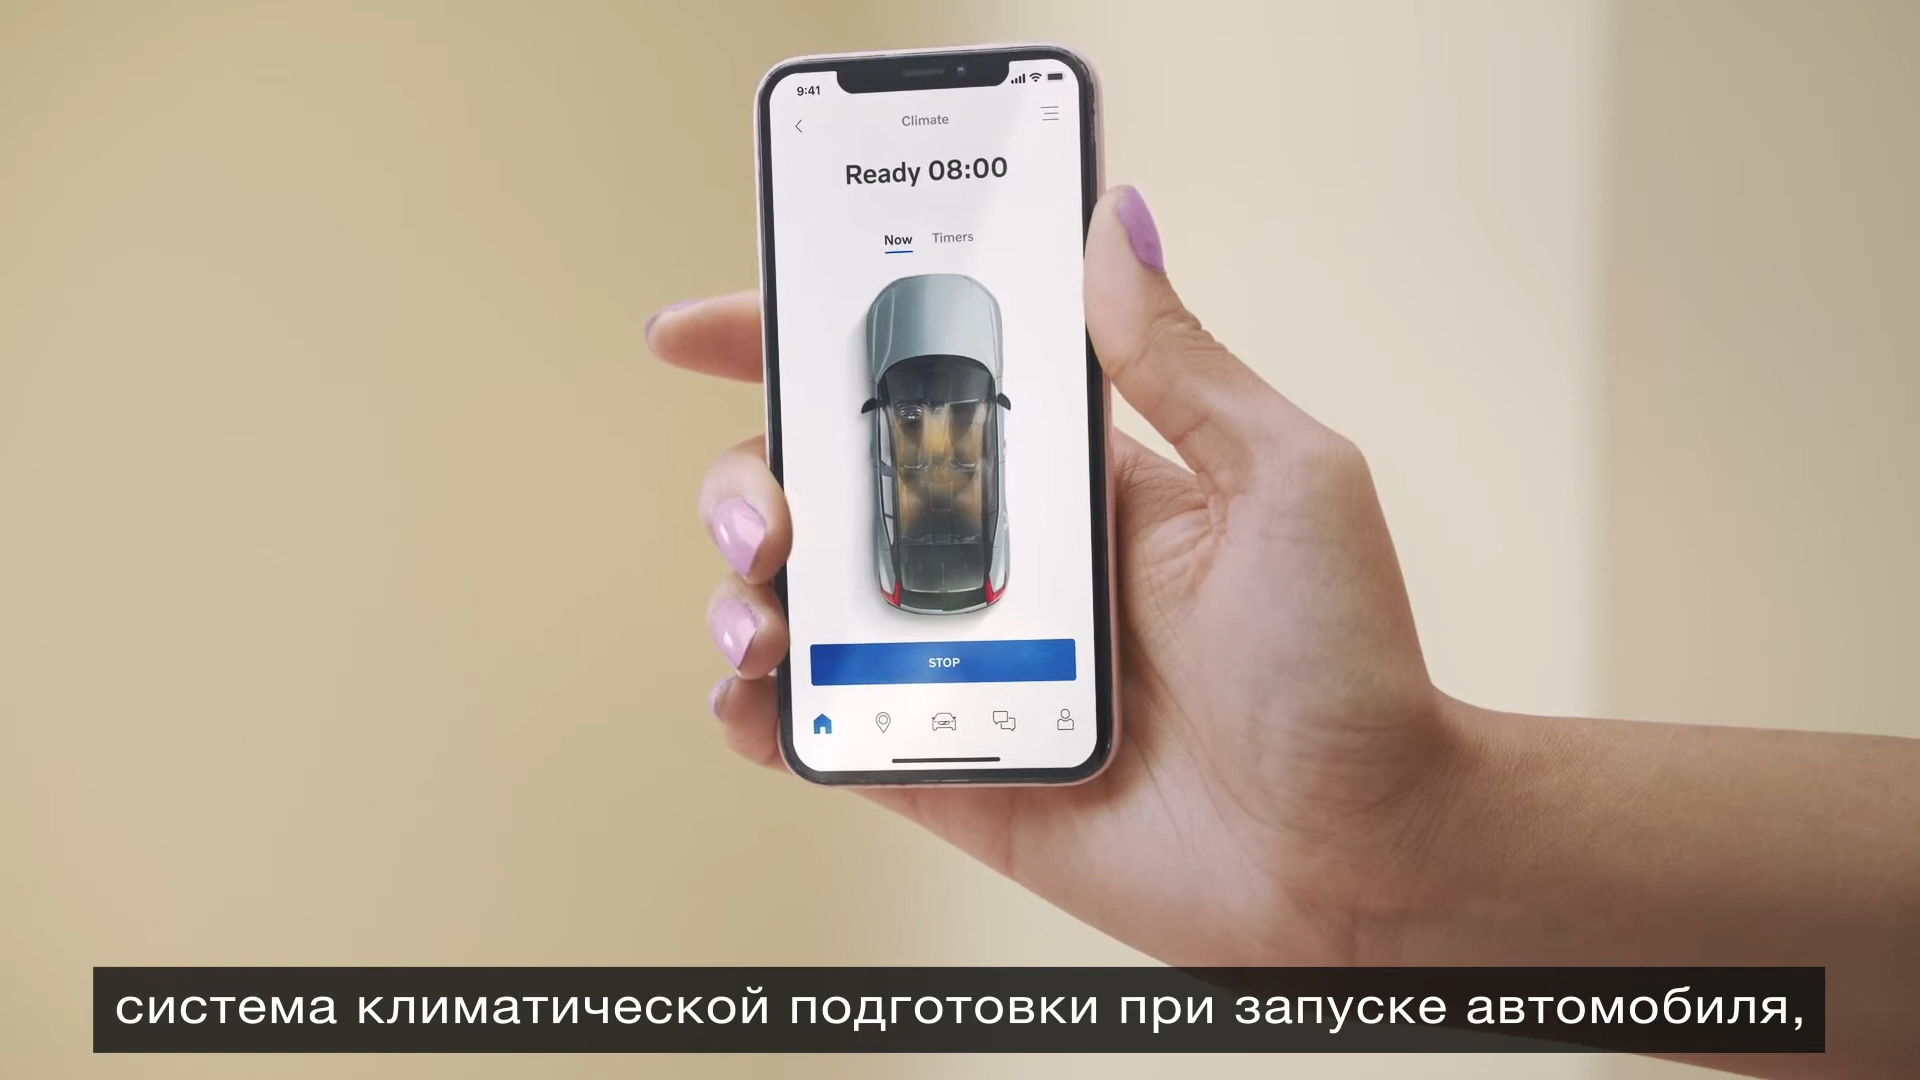 9:41
Climate
Ready 08:00
Now Timers
STOP
система климатической подготовки при запуске автомобиля,